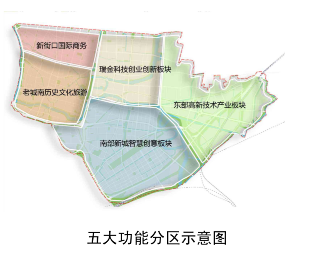 新街口国际商务
瑞金科技创业创新板块
老城南历史文化旅游
东部高新技术产业板块
南部新城智慧创意板块
五大功能分区示意图